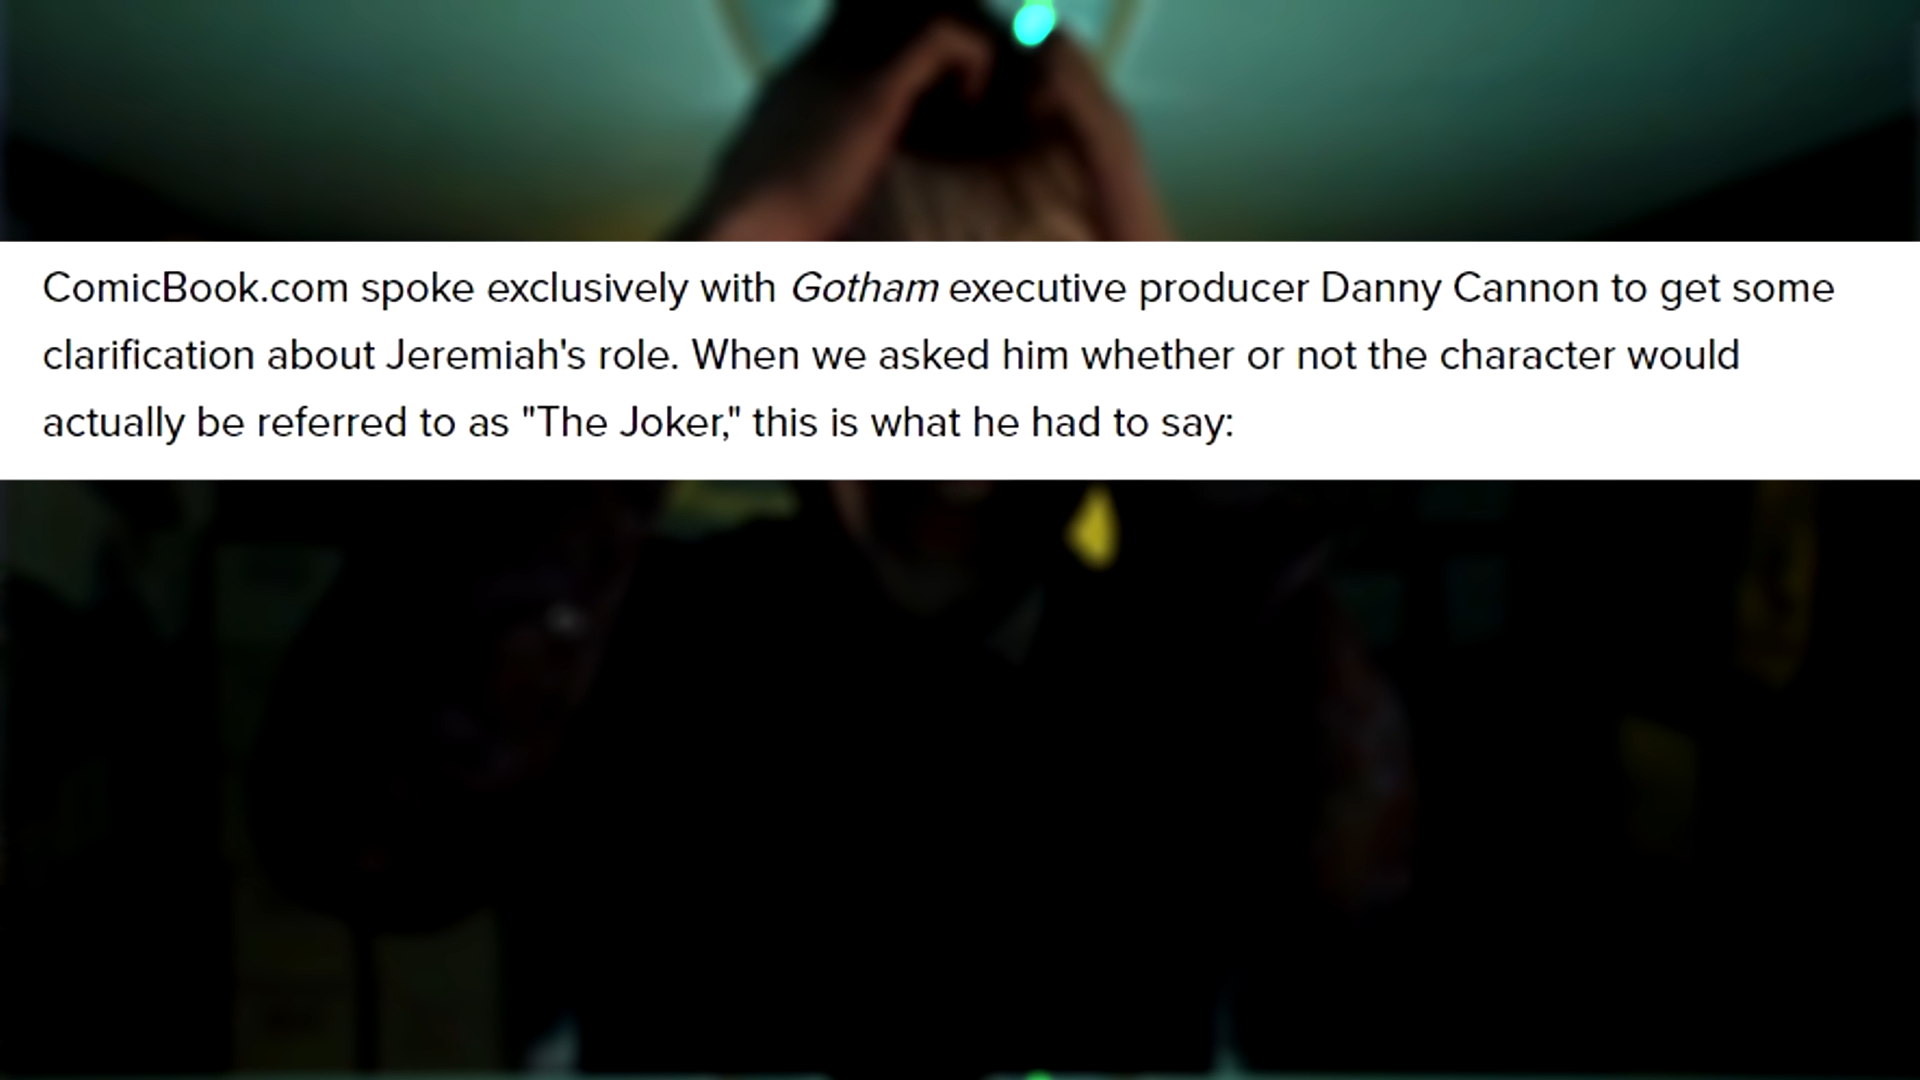 ComicBook.com spoke exclusively with Gotham executive producer Danny Cannon to get some
clarification about Jeremiah's role. When we asked him whether or not the character would
actually be referred to as "The Joker," this is what he had to say: